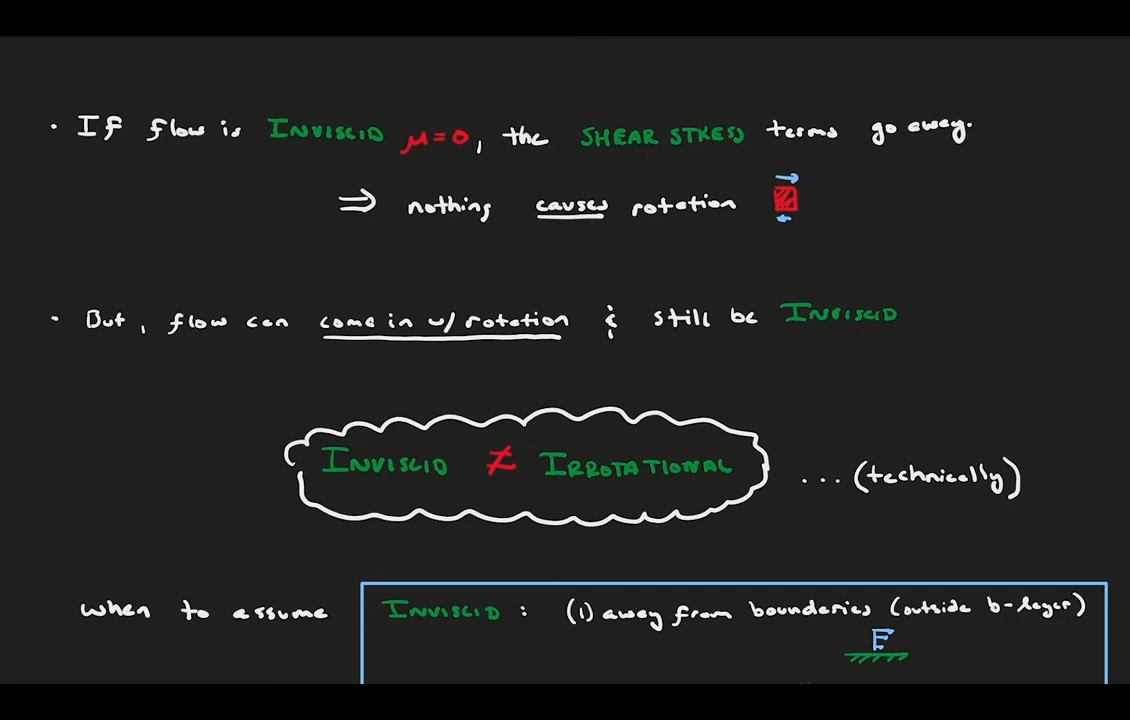 · If flow is INVISCID μ=0, the SHEAR STRESS terms go away.
⇒ nothing causes rotation
· But, flow can come in w/ rotation & still be INVISCID
INVISCID ≠ IRROTATIONAL ... (technically)
when to assume INVISCID: (1) away from bounderies (outside b-layer)